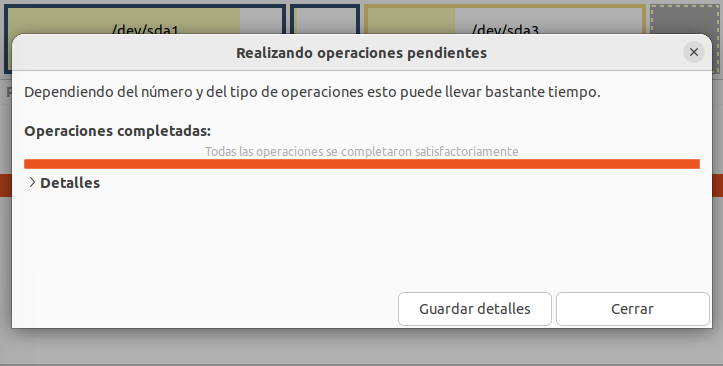 /dev/sda1 /dev/sda3
Realizando operaciones pendientes
Dependiendo del número y del tipo de operaciones esto puede llevar bastante tiempo.
Operaciones completadas:
Todas las operaciones se completaron satisfactoriamente
Detalles
Guardar detalles Cerrar